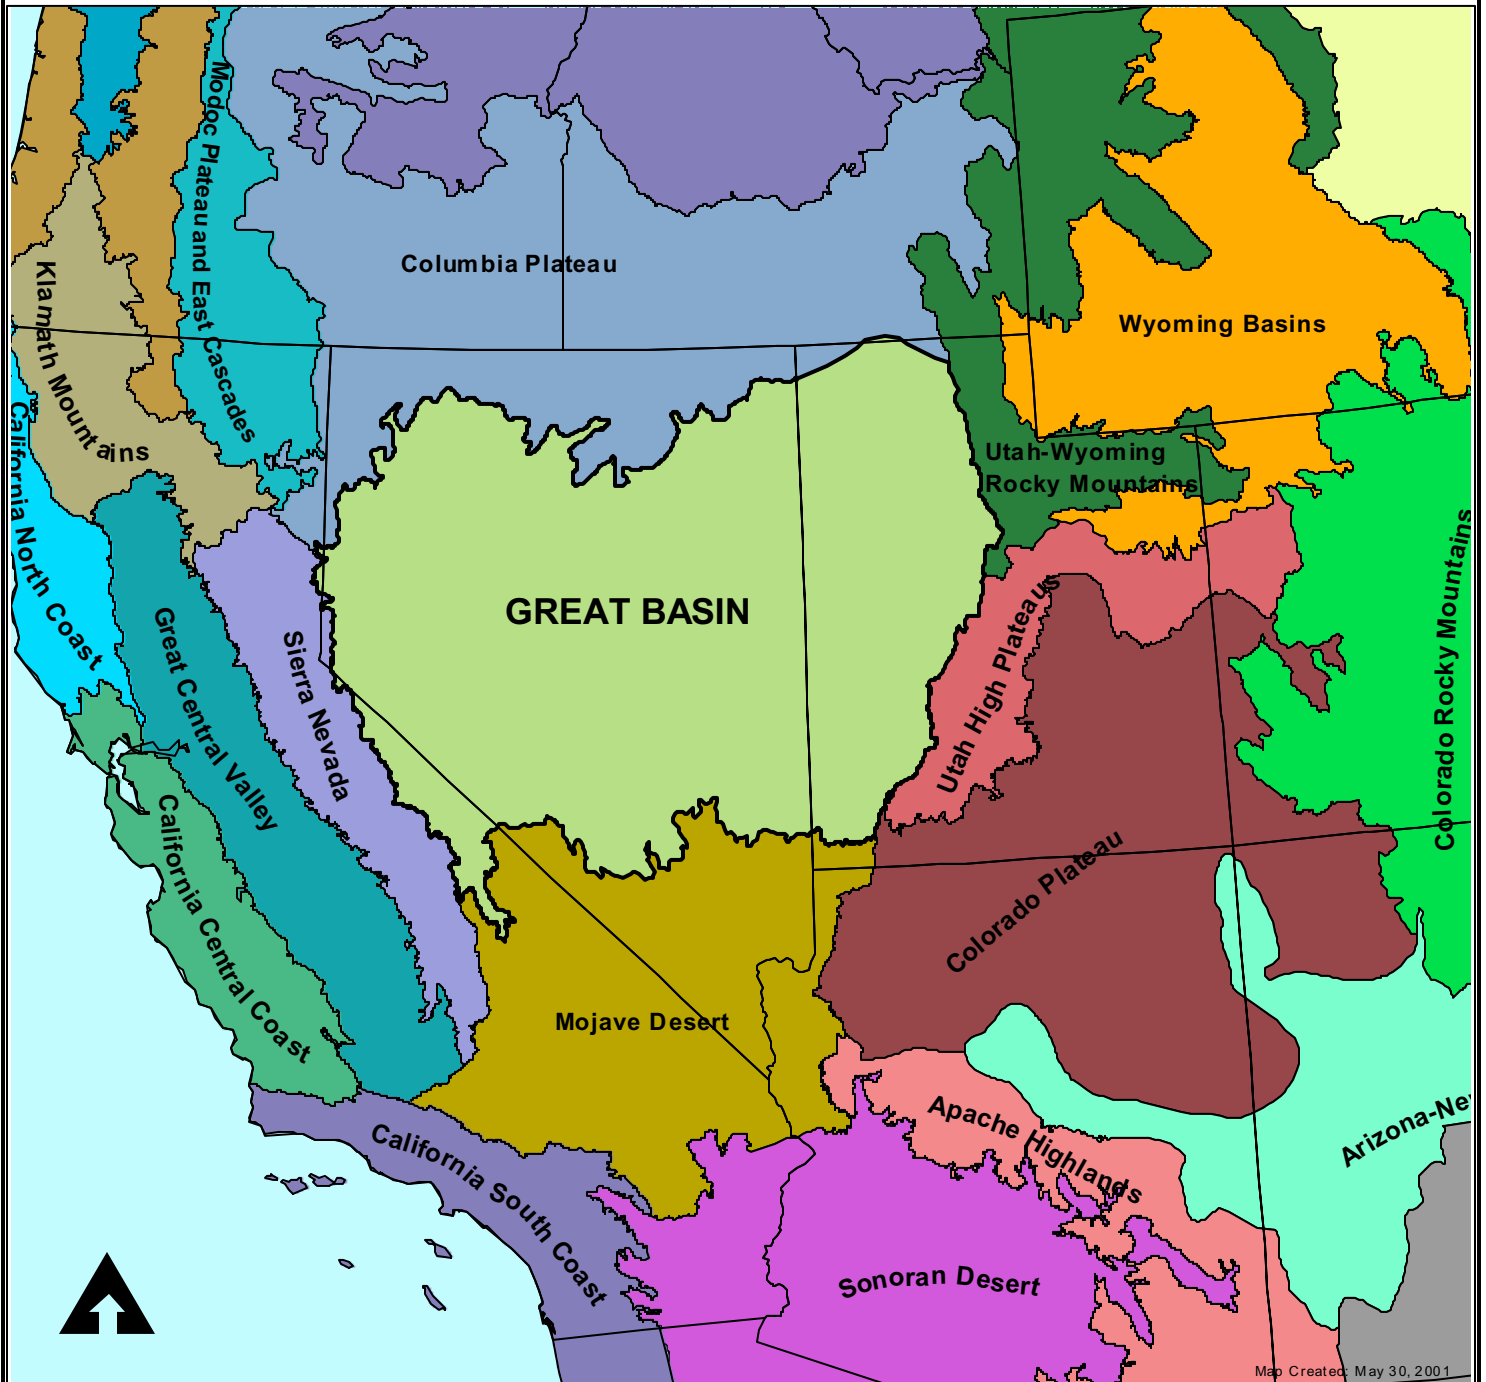 Modoc Plateau and East Cascades
Columbia Plateau
Klamath Mountains
Wyoming Basins
California North Coast
Utah-Wyoming
Rocky Mountains
GREAT BASIN
Great Central Valley
Sierra Nevada
Utah High Plateaus
Colorado Rocky Mountains
California Central Coast
Colorado Plateau
Mojave Desert
Apache Highlands
Arizona-Ne
California South Coast
Sonoran Desert
Map Created: May 30, 2001